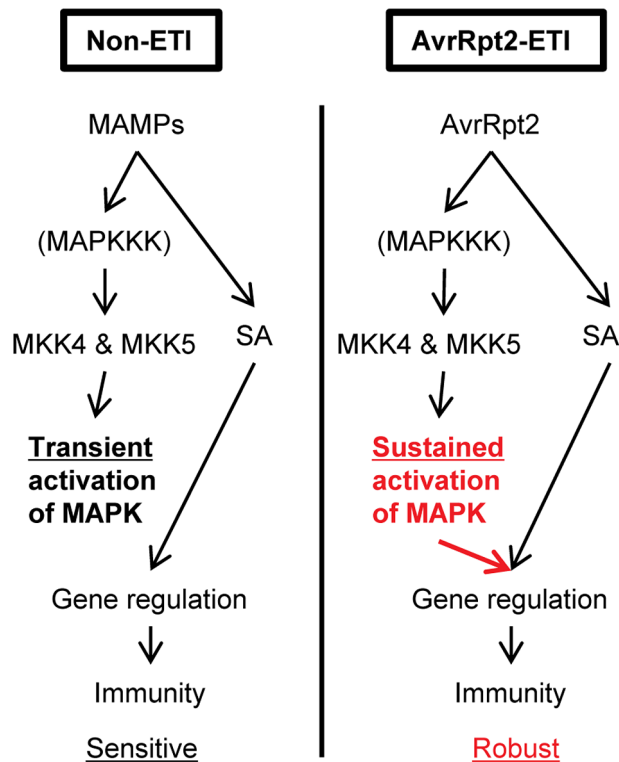 Non-ETI
MAMPs
(MAPKKK)
MKK4 & MKK5
SA
Transient
activation
of MAPK
Gene regulation
Immunity
Sensitive
AvrRpt2-ETI
AvrRpt2
(MAPKKK)
MKK4 & MKK5
SA
Sustained
activation
of MAPK
Gene regulation
Immunity
Robust